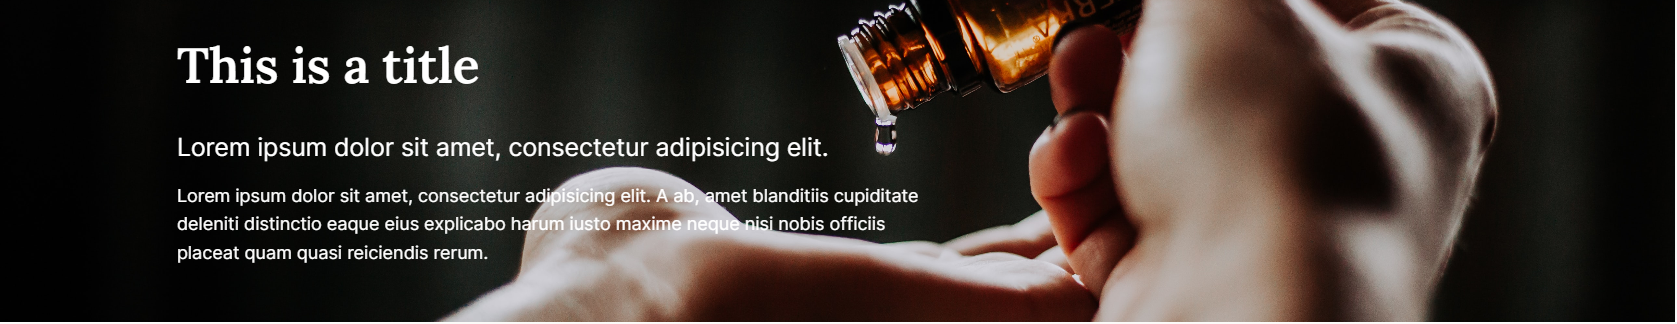 This is a title
Lorem ipsum dolor sit amet, consectetur adipisicing elit.
Lorem ipsum dolor sit amet, consectetur adipisicing elit. A ab, amet blanditiis cupiditate
deleniti distinctio eaque eius explicabo harum iusto maxime neque nisi nobis officiis
placeat quam quasi reiciendis rerum.